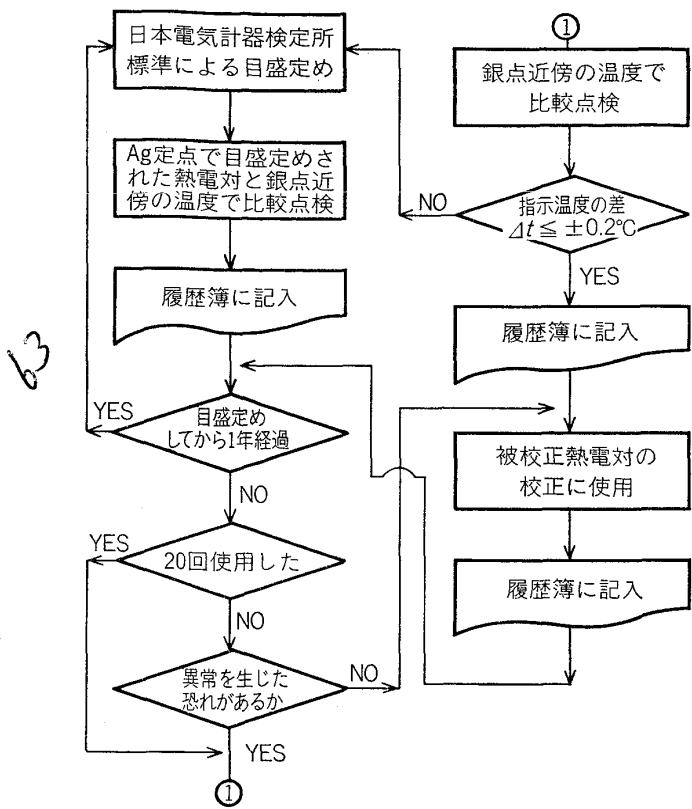 日本電気計器検定所
標準による目盛定め
Ag定点で目盛定めさ
れた熱電対と銀点近
傍の温度で比較点検
履歴簿に記入
YES
目盛定め
してから1年経過
NO
YES
20回使用した
NO
異常を生じた
恐れがあるか
NO
YES
①
①
銀点近傍の温度で
比較点検
NO
指示温度の差
Δt≦±0.2℃
YES
履歴簿に記入
被校正熱電対の
校正に使用
履歴簿に記入
63